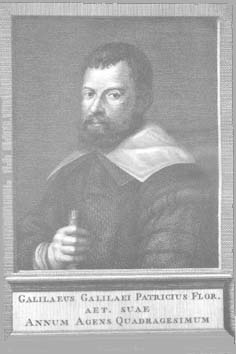 GALILAEUS GALILAEI PATRICIUS FLOR.
AET. SUAE
ANNUM AGENS QUADRAGESIMUM